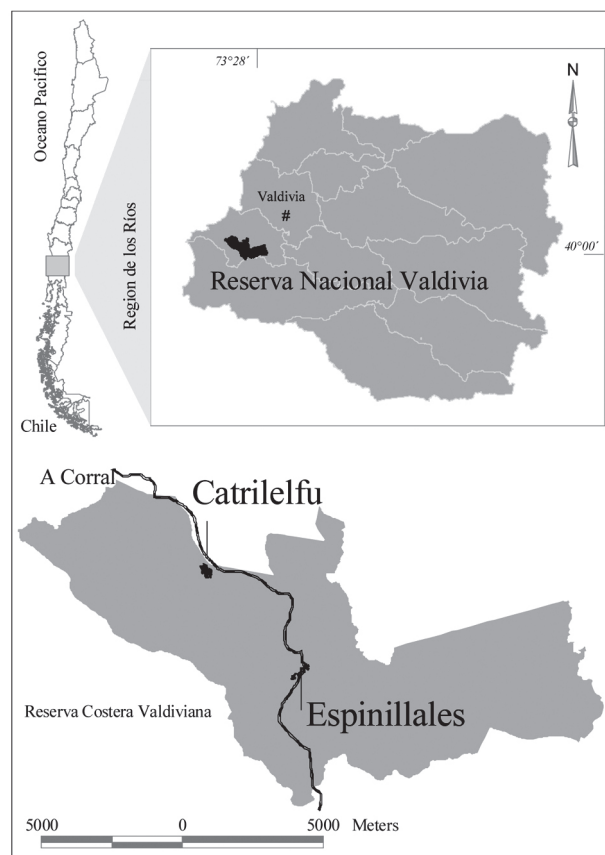 Oceano Pacifico
Region de los Rios
Chile
73°28´
N
Valdivia
#
40°00´
Reserva Nacional Valdivia
A Corral
Catrilelfu
Espinillales
Reserva Costera Valdiviana
5000 0 5000 Meters